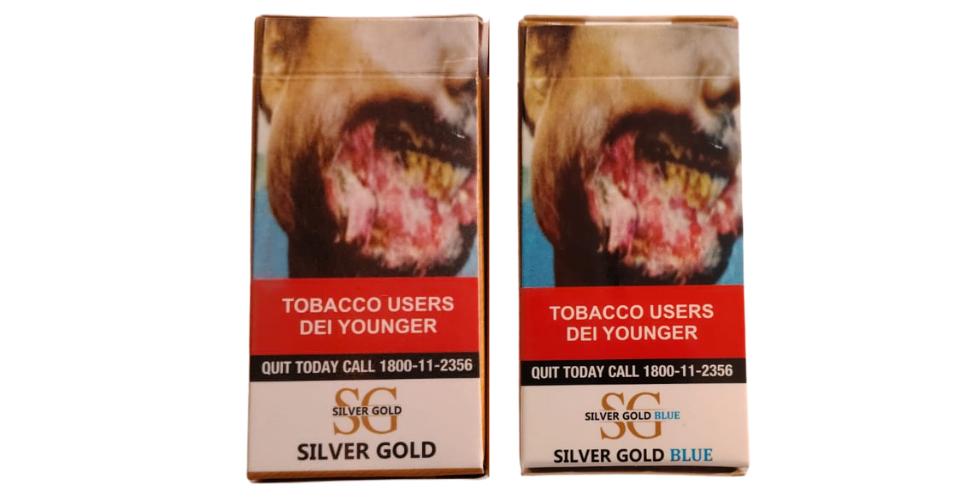 TOBACCO USERS
DEI YOUNGER
QUIT TODAY CALL 1800-11-2356
SG
SILVER GOLD
SILVER GOLD
TOBACCO USERS
DEI YOUNGER
QUIT TODAY CALL 1800-11-2356
SG
SILVER GOLD BLUE
SILVER GOLD BLUE